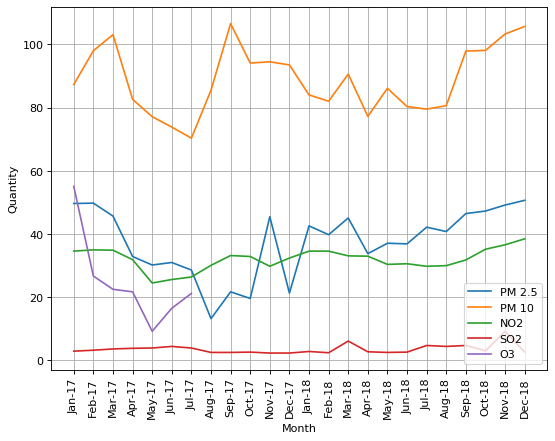 100
80
60
40
20
0
Quantity
PM 2.5
PM 10
NO2
SO2
O3
Jan-17
Feb-17
Mar-17
Apr-17
May-17
Jun-17
Jul-17
Aug-17
Sep-17
Oct-17
Nov-17
Dec-17
Jan-18
Feb-18
Mar-18
Apr-18
May-18
Jun-18
Jul-18
Aug-18
Sep-18
Oct-18
Nov-18
Dec-18
Month